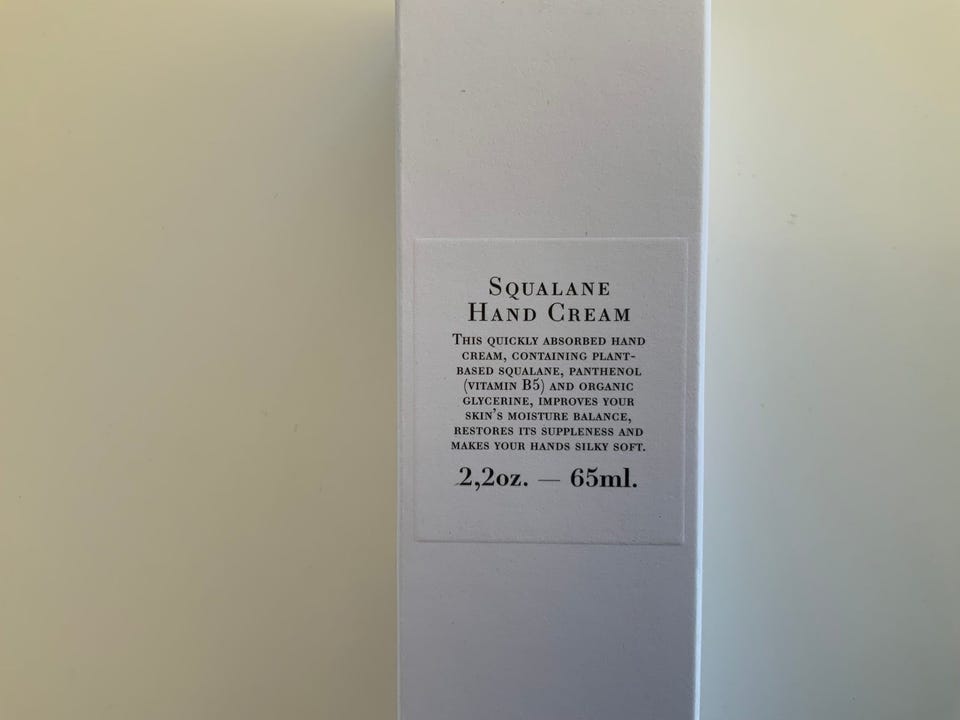 Squalane
Hand Cream
This quickly absorbed hand
cream, containing plant-
based squalane, panthenol
(vitamin B5) and organic
glycerine, improves your
skin's moisture balance,
restores its suppleness and
makes your hands silky soft.
2,2oz. — 65ml.